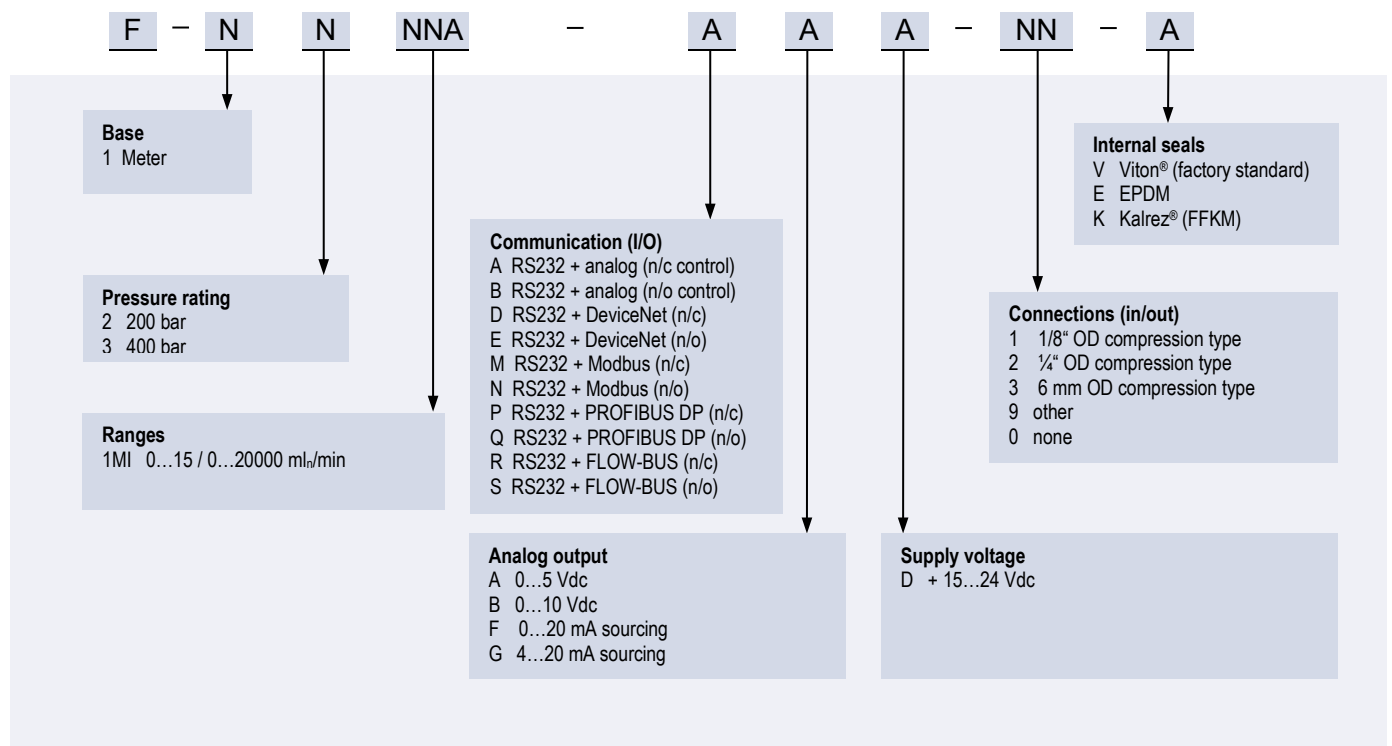 F – N N NNA – A A A – NN – A
Base
1 Meter
Pressure rating
2 200 bar
3 400 bar
Ranges
1MI 0…15 / 0…20000 mlₙ/min
Communication (I/O)
A RS232 + analog (n/c control)
B RS232 + analog (n/o control)
D RS232 + DeviceNet (n/c)
E RS232 + DeviceNet (n/o)
M RS232 + Modbus (n/c)
N RS232 + Modbus (n/o)
P RS232 + PROFIBUS DP (n/c)
Q RS232 + PROFIBUS DP (n/o)
R RS232 + FLOW-BUS (n/c)
S RS232 + FLOW-BUS (n/o)
Analog output
A 0…5 Vdc
B 0…10 Vdc
F 0…20 mA sourcing
G 4…20 mA sourcing
Supply voltage
D + 15…24 Vdc
Connections (in/out)
1 1/8“ OD compression type
2 ¼“ OD compression type
3 6 mm OD compression type
9 other
0 none
Internal seals
V Viton® (factory standard)
E EPDM
K Kalrez® (FFKM)